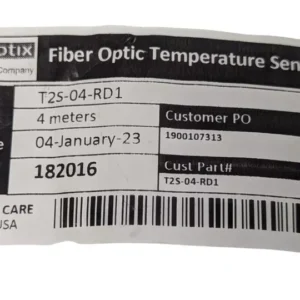 otix
Company
Fiber Optic Temperature Sen
T2S-04-RD1
4 meters
Customer PO
04-January-23
1900107313
182016
Cust Part#
T2S-04-RD1
CARE
USA